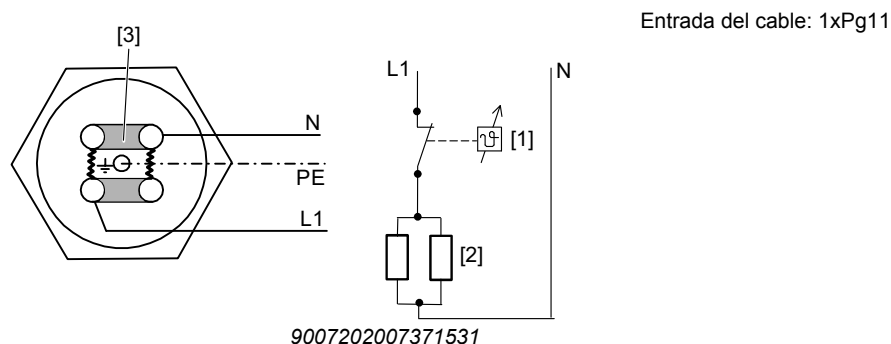 Entrada del cable: 1xPg11
[3]
L1
N
N
ϑ
[1]
PE
L1
[2]
9007202007371531